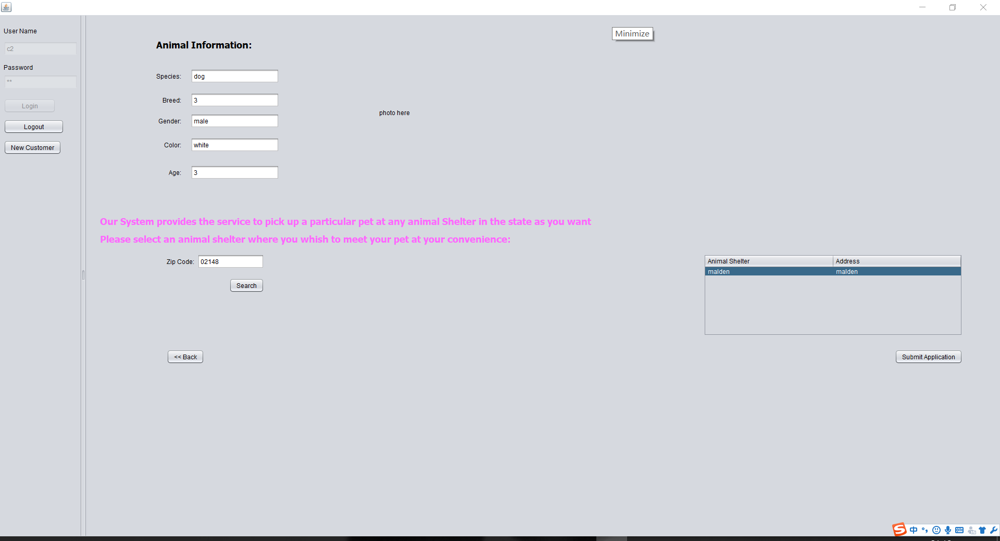 User Name
c2
Password
**
Login
Logout
New Customer
Minimize
Animal Information:
Species: dog
Breed: 3
Gender: male
Color: white
Age: 3
photo here
Our System provides the service to pick up a particular pet at any animal Shelter in the state as you want
Please select an animal shelter where you whish to meet your pet at your convenience:
Zip Code: 02148
Search
Animal Shelter Address
malden malden
<< Back
Submit Application
S 中 °,